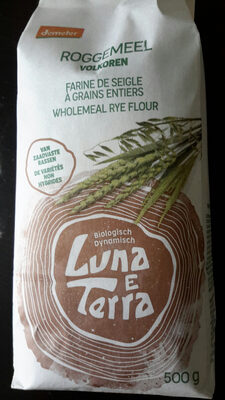 demeter
ROGGEMEEL
VOLKOREN
FARINE DE SEIGLE
À GRAINS ENTIERS
WHOLEMEAL RYE FLOUR
VAN
ZAADVASTE
RASSEN
DE VARIÉTÉS
NON
HYBRIDES
Biologisch
Dynamisch
Luna
E
Terra
500 g